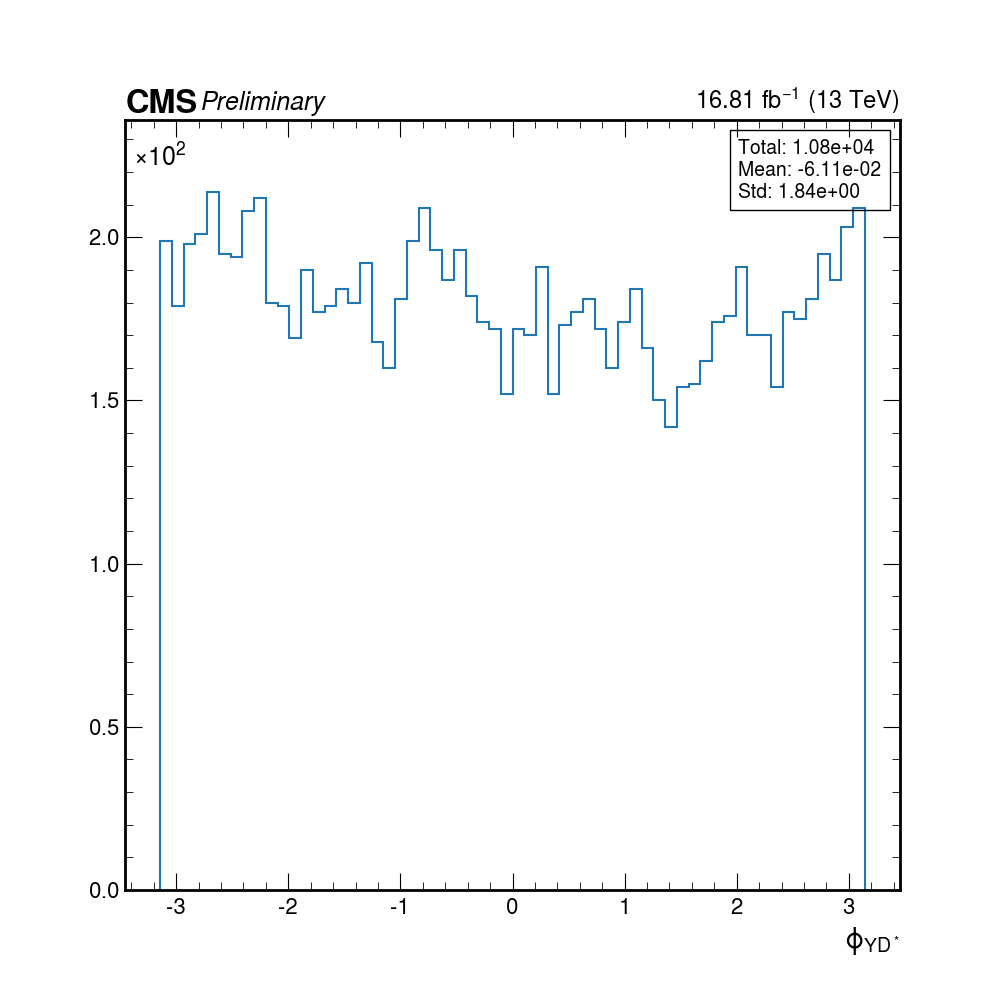 CMS Preliminary
16.81 fb⁻¹ (13 TeV)
×10²
Total: 1.08e+04
Mean: -6.11e-02
Std: 1.84e+00
2.0
1.5
1.0
0.5
0.0
-3 -2 -1 0 1 2 3
ϕ_YD*